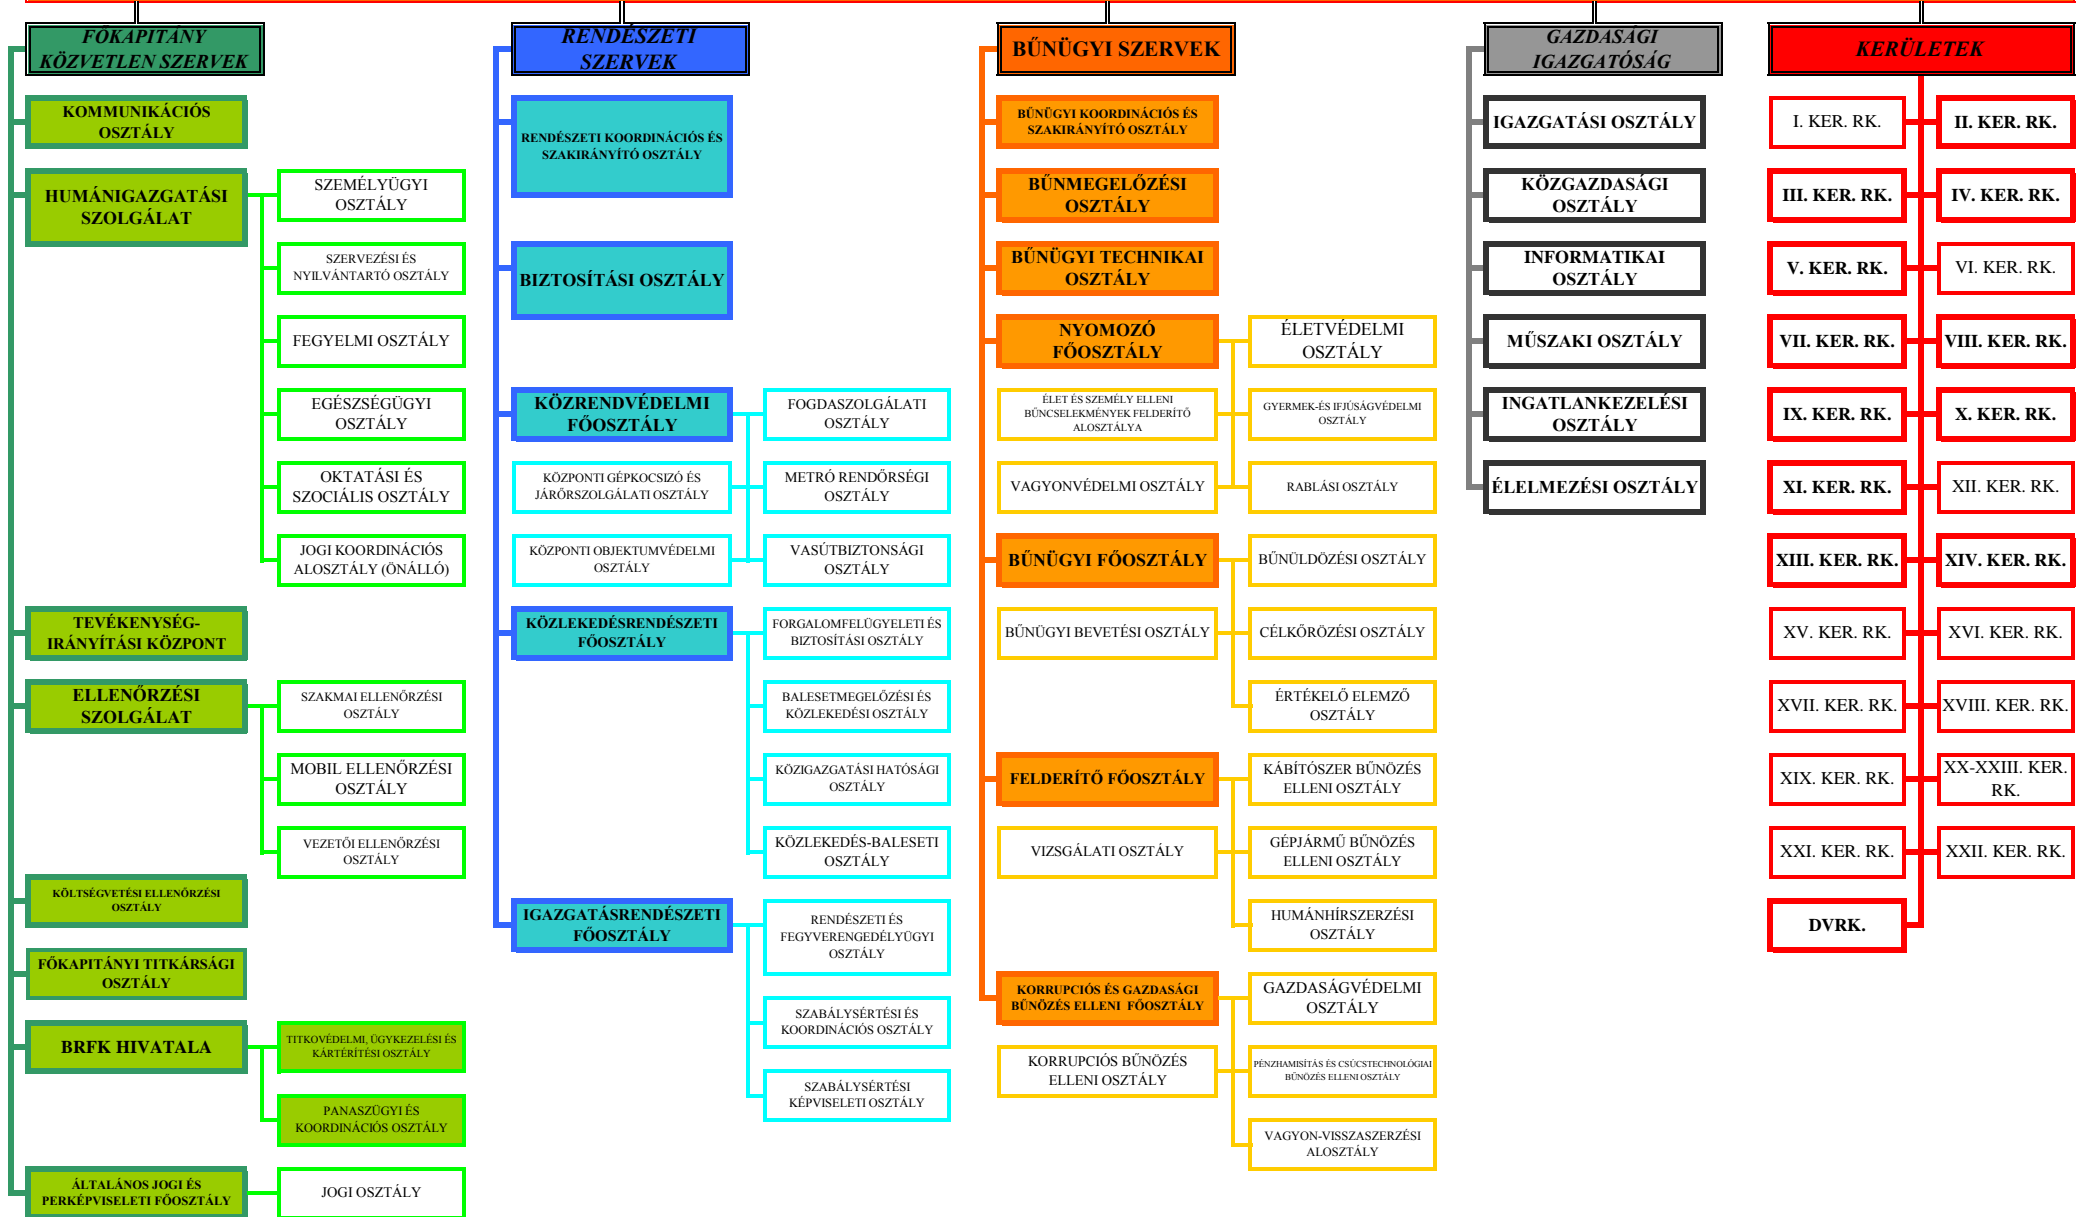 FŐKAPITÁNY
KÖZVETLEN SZERVEK
KOMMUNIKÁCIÓS
OSZTÁLY
HUMÁNIGAZGATÁSI
SZOLGÁLAT
SZEMÉLYÜGYI
OSZTÁLY
SZERVEZÉSI ÉS
NYILVÁNTARTÓ OSZTÁLY
FEGYELMI OSZTÁLY
EGÉSZSÉGÜGYI
OSZTÁLY
OKTATÁSI ÉS
SZOCIÁLIS OSZTÁLY
JOGI KOORDINÁCIÓS
ALOSZTÁLY (ÖNÁLLÓ)
TEVÉKENYSÉG-
IRÁNYÍTÁSI KÖZPONT
ELLENŐRZÉSI
SZOLGÁLAT
SZAKMAI ELLENŐRZÉSI
OSZTÁLY
MOBIL ELLENŐRZÉSI
OSZTÁLY
VEZETŐI ELLENŐRZÉSI
OSZTÁLY
KÖLTSÉGVETÉSI ELLENŐRZÉSI
OSZTÁLY
FŐKAPITÁNYI TITKÁRSÁGI
OSZTÁLY
BRFK HIVATALA
TITKOVÉDELMI, ÜGYKEZELÉSI ÉS
KÁRTÉRÍTÉSI OSZTÁLY
PANASZÜGYI ÉS
KOORDINÁCIÓS OSZTÁLY
ÁLTALÁNOS JOGI ÉS
PERKÉPVISELETI FŐOSZTÁLY
JOGI OSZTÁLY
RENDÉSZETI
SZERVEK
RENDÉSZETI KOORDINÁCIÓS ÉS
SZAKIRÁNYÍTÓ OSZTÁLY
BIZTOSÍTÁSI OSZTÁLY
KÖZRENDVÉDELMI
FŐOSZTÁLY
FOGDASZOLGÁLATI
OSZTÁLY
KÖZPONTI GÉPKOCSIZÓ ÉS
JÁRŐRSZOLGÁLATI OSZTÁLY
METRÓ RENDŐRSÉGI
OSZTÁLY
KÖZPONTI OBJEKTUMVÉDELMI
OSZTÁLY
VASÚTBIZTONSÁGI
OSZTÁLY
KÖZLEKEDÉSRENDÉSZETI
FŐOSZTÁLY
FORGALOMFELÜGYELETI ÉS
BIZTOSÍTÁSI OSZTÁLY
BALESETMEGELŐZÉSI ÉS
KÖZLEKEDÉSI OSZTÁLY
KÖZIGAZGATÁSI HATÓSÁGI
OSZTÁLY
KÖZLEKEDÉS-BALESETI
OSZTÁLY
IGAZGATÁSRENDÉSZETI
FŐOSZTÁLY
RENDÉSZETI ÉS
FEGYVERENGEDÉLYÜGYI
OSZTÁLY
SZABÁLYSÉRTÉSI ÉS
KOORDINÁCIÓS OSZTÁLY
SZABÁLYSÉRTÉSI
KÉPVISELETI OSZTÁLY
BŰNÜGYI SZERVEK
BŰNÜGYI KOORDINÁCIÓS ÉS
SZAKIRÁNYÍTÓ OSZTÁLY
BŰNMEGELŐZÉSI
OSZTÁLY
BŰNÜGYI TECHNIKAI
OSZTÁLY
NYOMOZÓ
FŐOSZTÁLY
ÉLETVÉDELMI
OSZTÁLY
ÉLET ÉS SZEMÉLY ELLENI
BŰNCSELEKMÉNYEK FELDERÍTŐ
ALOSZTÁLYA
GYERMEK-ÉS IFJÚSÁGVÉDELMI
OSZTÁLY
VAGYONVÉDELMI OSZTÁLY
RABLÁSI OSZTÁLY
BŰNÜGYI FŐOSZTÁLY
BŰNÜLDÖZÉSI OSZTÁLY
BŰNÜGYI BEVETÉSI OSZTÁLY
CÉLKŐRÖZÉSI OSZTÁLY
ÉRTÉKELŐ ELEMZŐ
OSZTÁLY
FELDERÍTŐ FŐOSZTÁLY
KÁBÍTÓSZER BŰNÖZÉS
ELLENI OSZTÁLY
VIZSGÁLATI OSZTÁLY
GÉPJÁRMŰ BŰNÖZÉS
ELLENI OSZTÁLY
HUMÁNHÍRSZERZÉSI
OSZTÁLY
KORRUPCIÓS ÉS GAZDASÁGI
BŰNÖZÉS ELLENI FŐOSZTÁLY
GAZDASÁGVÉDELMI
OSZTÁLY
KORRUPCIÓS BŰNÖZÉS
ELLENI OSZTÁLY
PÉNZHAMISÍTÁS ÉS CSÚCSTECHNOLÓGIAI
BŰNÖZÉS ELLENI OSZTÁLY
VAGYON-VISSZASZERZÉSI
ALOSZTÁLY
GAZDASÁGI
IGAZGATÓSÁG
IGAZGATÁSI OSZTÁLY
KÖZGAZDASÁGI
OSZTÁLY
INFORMATIKAI
OSZTÁLY
MŰSZAKI OSZTÁLY
INGATLANKEZELÉSI
OSZTÁLY
ÉLELMEZÉSI OSZTÁLY
KERÜLETEK
I. KER. RK.
II. KER. RK.
III. KER. RK.
IV. KER. RK.
V. KER. RK.
VI. KER. RK.
VII. KER. RK.
VIII. KER. RK.
IX. KER. RK.
X. KER. RK.
XI. KER. RK.
XII. KER. RK.
XIII. KER. RK.
XIV. KER. RK.
XV. KER. RK.
XVI. KER. RK.
XVII. KER. RK.
XVIII. KER. RK.
XIX. KER. RK.
XX-XXIII. KER.
RK.
XXI. KER. RK.
XXII. KER. RK.
DVRK.